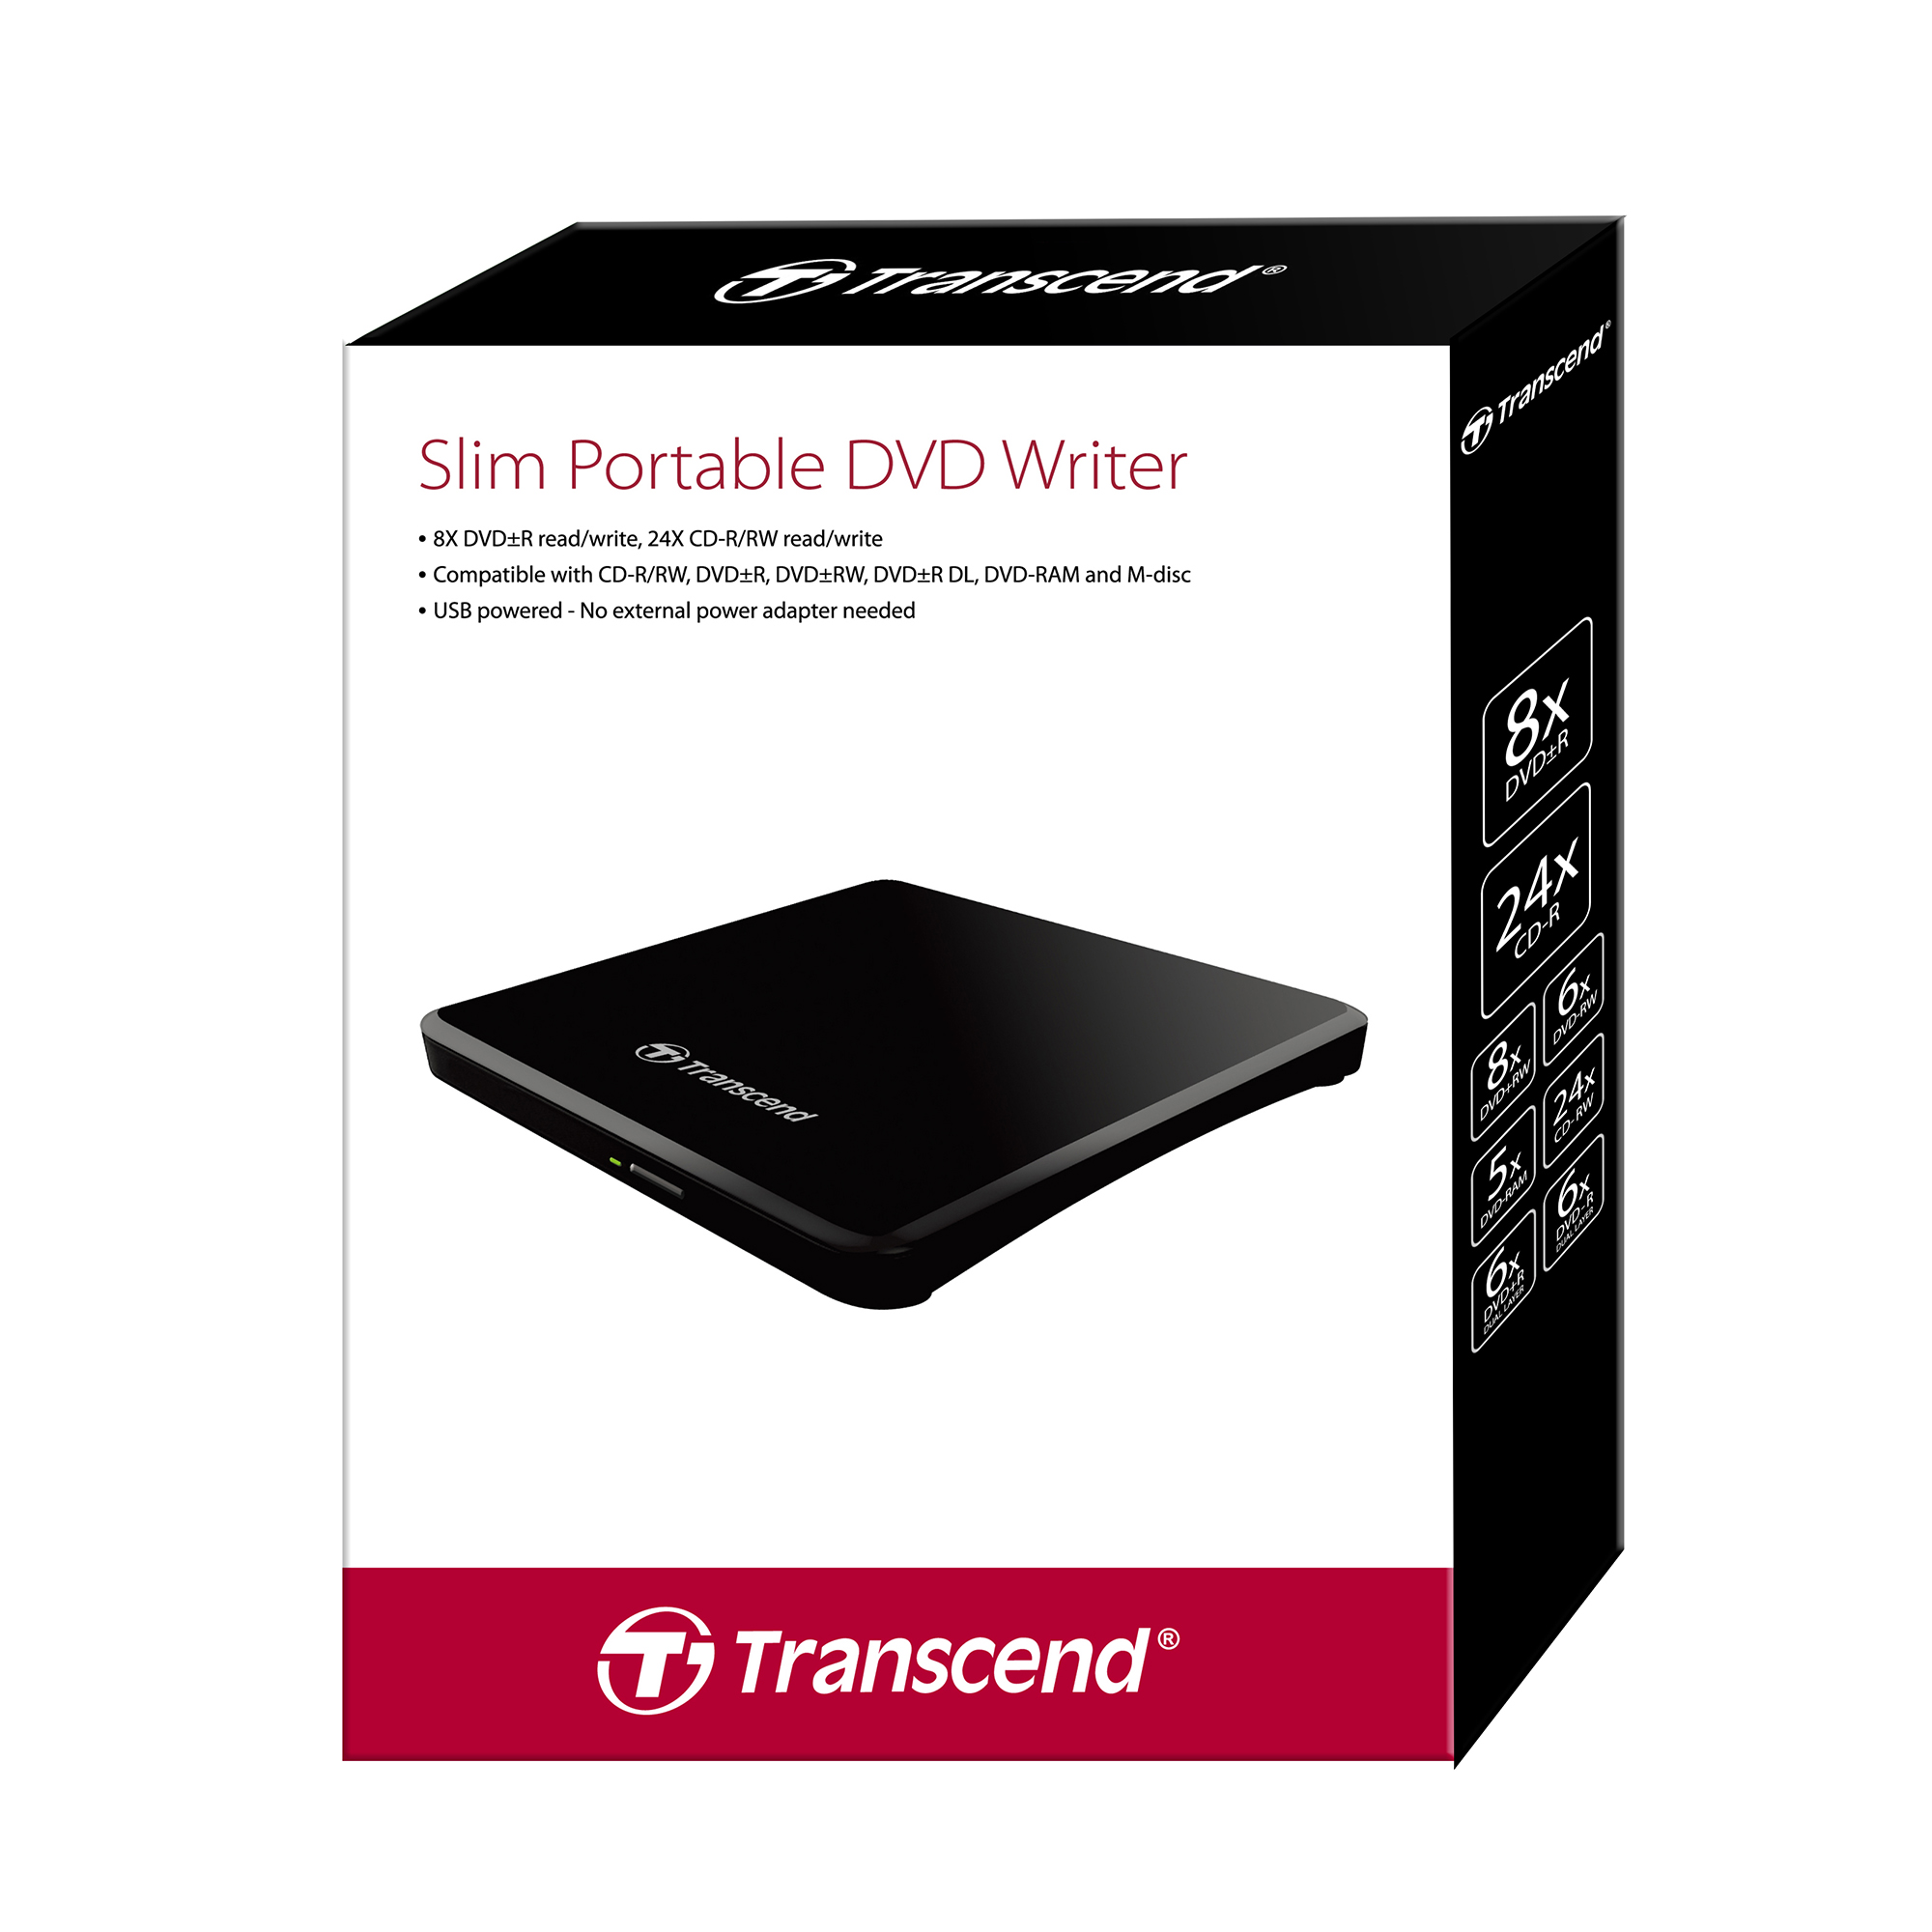 Transcend®
Slim Portable DVD Writer
• 8X DVD±R read/write, 24X CD-R/RW read/write
• Compatible with CD-R/RW, DVD±R, DVD±RW, DVD±R DL, DVD-RAM and M-disc
• USB powered - No external power adapter needed
Transcend
Transcend®
Transcend®
8x
DVD±R
24x
CD-R
6x
DVD-RW
8x
DVD+RW
24x
CD-RW
5x
DVD-RAM
6x
DVD-R
DUAL LAYER
6x
DVD+R
DUAL LAYER